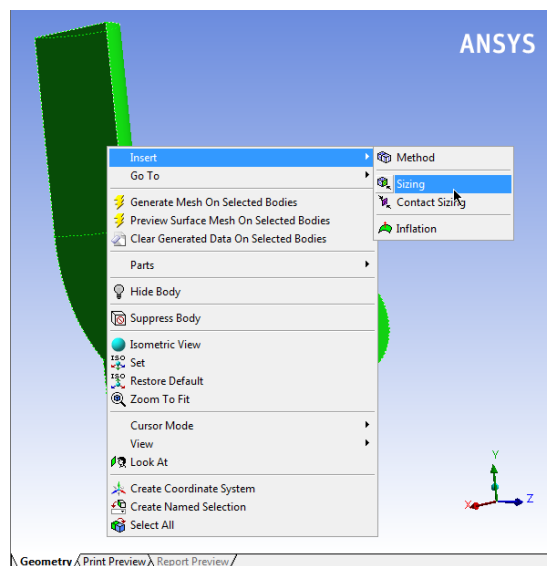 ANSYS
Insert
Go To
Generate Mesh On Selected Bodies
Preview Surface Mesh On Selected Bodies
Clear Generated Data On Selected Bodies
Parts
Hide Body
Suppress Body
Isometric View
ISO Set
ISO Restore Default
Zoom To Fit
Cursor Mode
View
Look At
Create Coordinate System
Create Named Selection
Select All
Method
Sizing
Contact Sizing
Inflation
Y
X
Z
Geometry Print Preview Report Preview